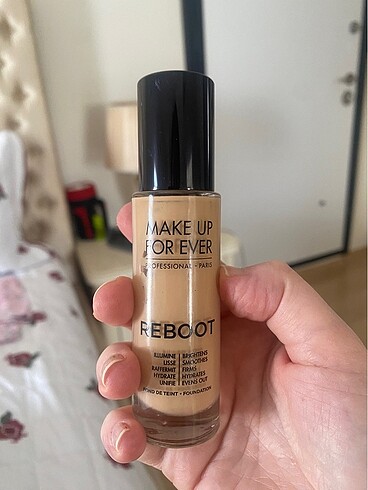 MAKE UP
FOR EVER
PROFESSIONAL - PARIS
REBOOT
ILLUMINE | BRIGHTENS
LISSE | SMOOTHES
RAFFERMIT | FIRMS
HYDRATE | HYDRATES
UNIFIE | EVENS OUT
FOND DE TEINT • FOUNDATION